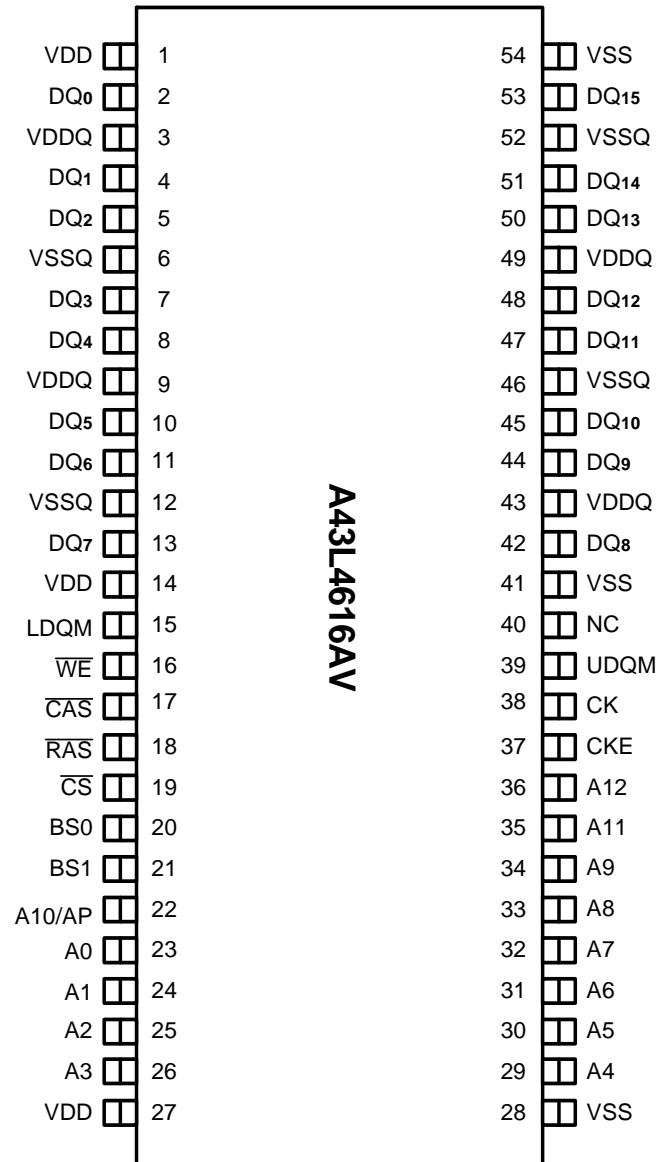 VDD 1 54 VSS
DQ0 2 53 DQ15
VDDQ 3 52 VSSQ
DQ1 4 51 DQ14
DQ2 5 50 DQ13
VSSQ 6 49 VDDQ
DQ3 7 48 DQ12
DQ4 8 47 DQ11
VDDQ 9 46 VSSQ
DQ5 10 45 DQ10
DQ6 11 44 DQ9
VSSQ 12 43 VDDQ
DQ7 13 42 DQ8
VDD 14 41 VSS
LDQM 15 40 NC
W̅E̅ 16 39 UDQM
C̅A̅S̅ 17 38 CK
R̅A̅S̅ 18 37 CKE
C̅S̅ 19 36 A12
BS0 20 35 A11
BS1 21 34 A9
A10/AP 22 33 A8
A0 23 32 A7
A1 24 31 A6
A2 25 30 A5
A3 26 29 A4
VDD 27 28 VSS
A43L4616AV